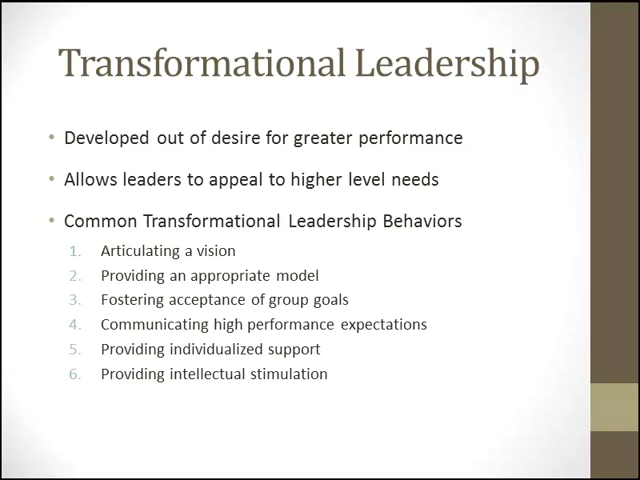 Transformational Leadership
• Developed out of desire for greater performance
• Allows leaders to appeal to higher level needs
• Common Transformational Leadership Behaviors
1. Articulating a vision
2. Providing an appropriate model
3. Fostering acceptance of group goals
4. Communicating high performance expectations
5. Providing individualized support
6. Providing intellectual stimulation